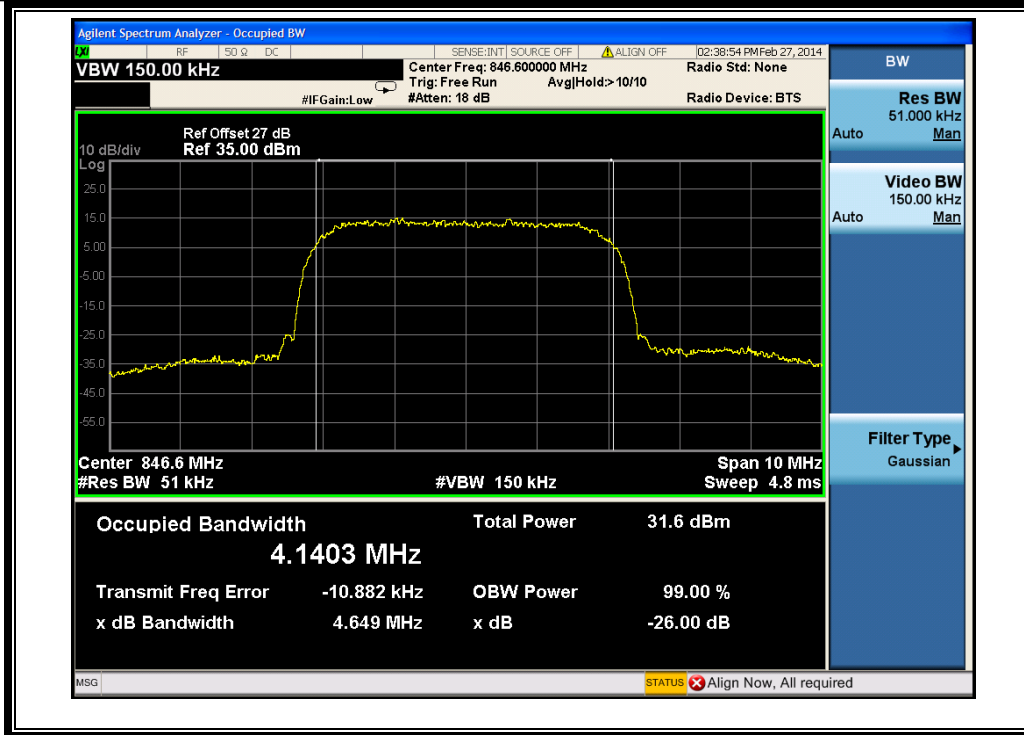 Agilent Spectrum Analyzer - Occupied BW
LXI RF 50 Ω DC SENSE:INT SOURCE OFF ALIGN OFF 02:38:54 PM Feb 27, 2014
VBW 150.00 kHz
Center Freq: 846.600000 MHz
Radio Std: None
Trig: Free Run Avg|Hold:> 10/10
#IFGain:Low
#Atten: 18 dB
Radio Device: BTS
Ref Offset 27 dB
10 dB/div Ref 35.00 dBm
Log
25.0
15.0
5.00
-5.00
-15.0
-25.0
-35.0
-45.0
-55.0
Center 846.6 MHz Span 10 MHz
#Res BW 51 kHz #VBW 150 kHz Sweep 4.8 ms
Occupied Bandwidth Total Power 31.6 dBm
4.1403 MHz
Transmit Freq Error -10.882 kHz OBW Power 99.00 %
x dB Bandwidth 4.649 MHz x dB -26.00 dB
BW
Res BW
51.000 kHz
Auto Man
Video BW
150.00 kHz
Auto Man
Filter Type
Gaussian
MSG STATUS Align Now, All required